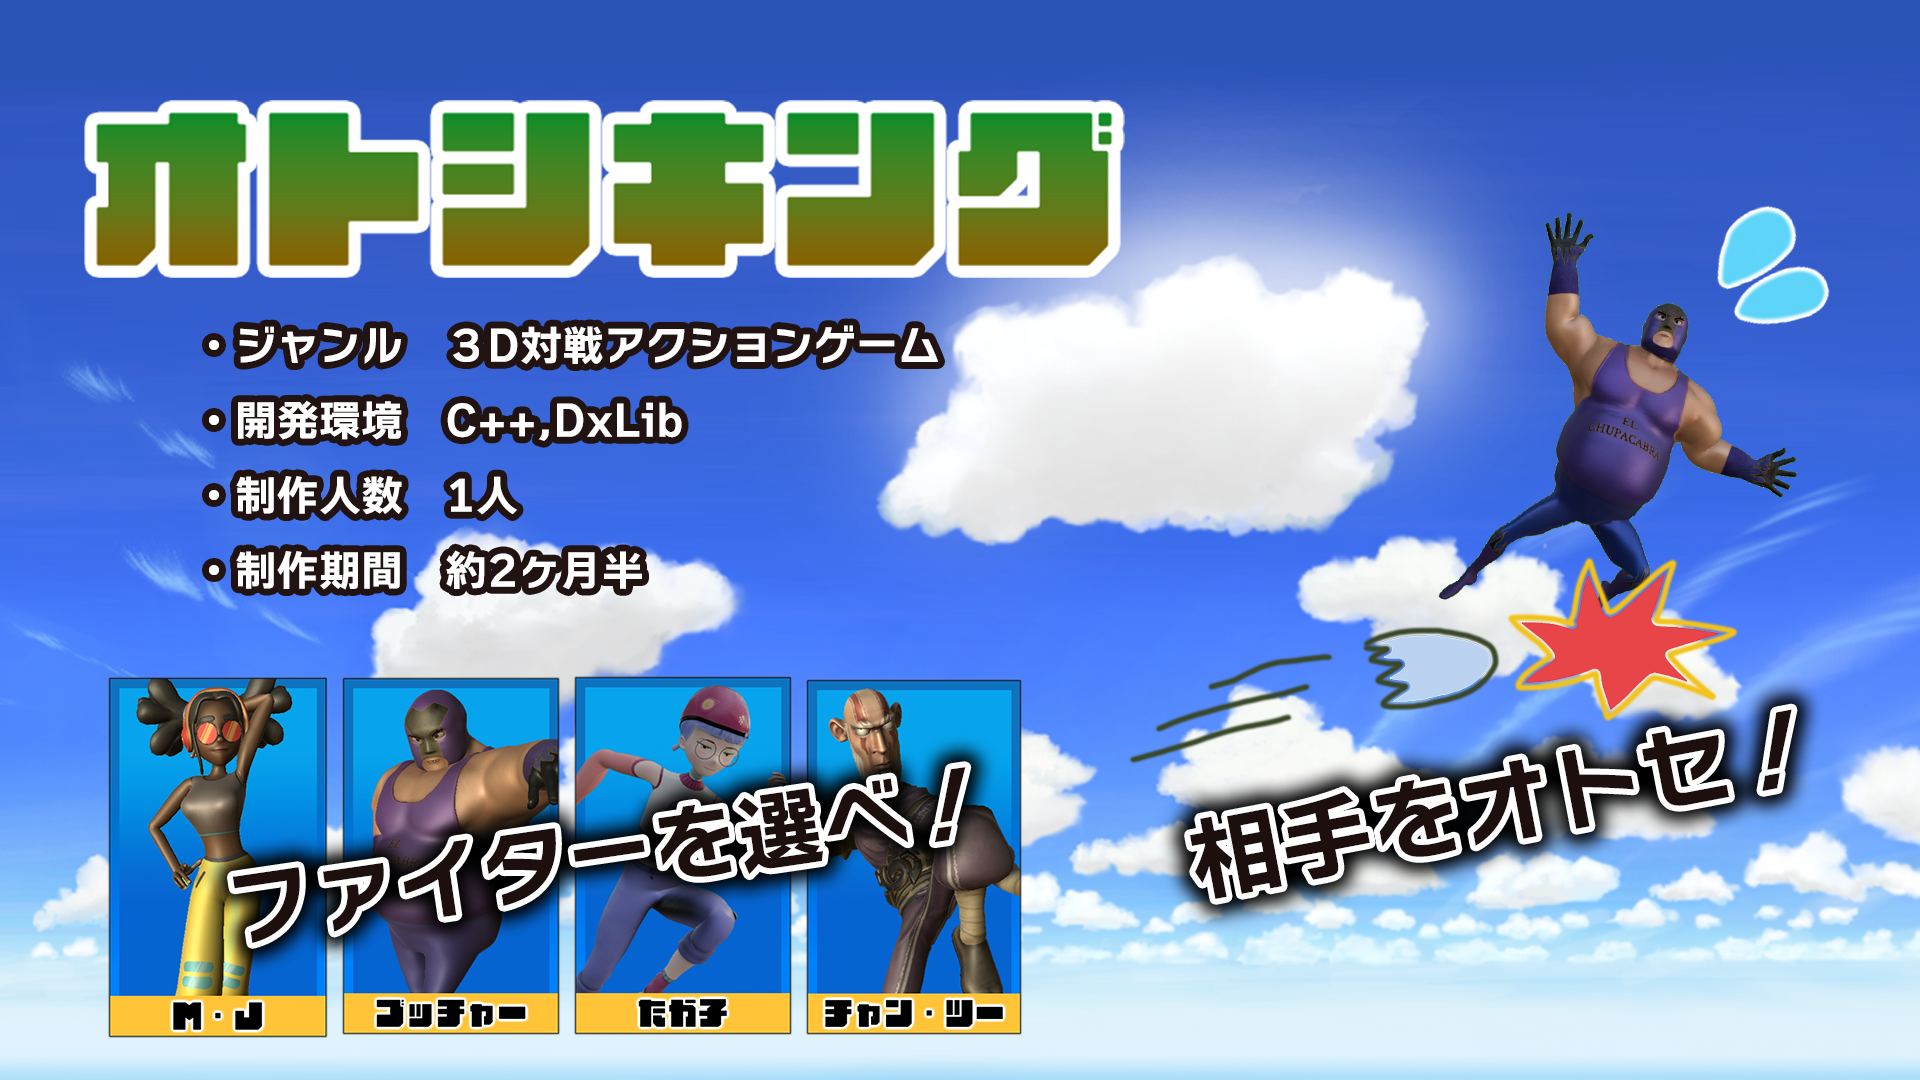 オトシキング
・ジャンル　３D対戦アクションゲーム
・開発環境　C++,DxLib
・制作人数　1人
・制作期間　約2ケ月半
EL
CHUPACABRA
ファイターを選べ！
相手をオトセ！
M・J
ブッチャー
たか子
チャン・ツー